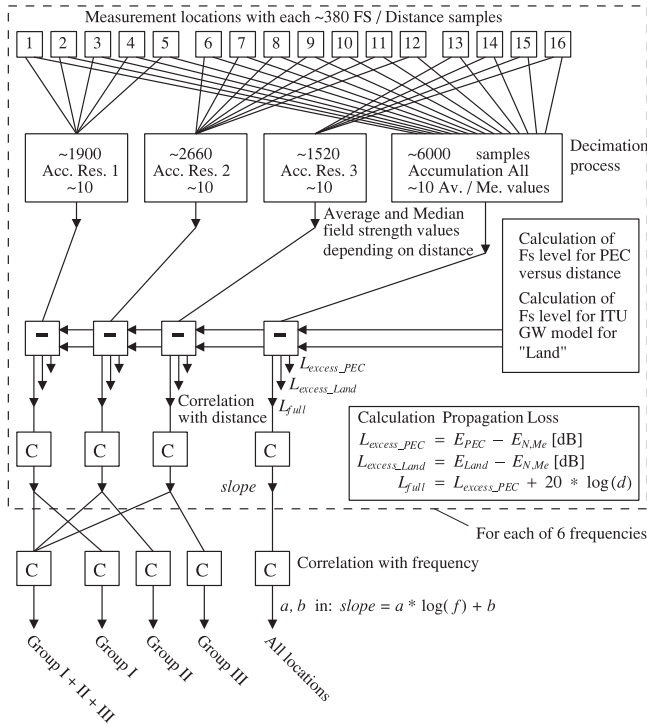 Measurement locations with each ~380 FS / Distance samples
1 2 3 4 5 6 7 8 9 10 11 12 13 14 15 16
~1900
Acc. Res. 1
~10
~2660
Acc. Res. 2
~10
~1520
Acc. Res. 3
~10
~6000 samples
Accumulation All
~10 Av. / Me. values
Decimation
process
Average and Median
field strength values
depending on distance
Calculation of
Fs level for PEC
versus distance
Calculation of
Fs level for ITU
GW model for
"Land"
– – – –
L_excess_PEC
L_excess_Land
L_full
Correlation
with distance
C C C C
slope
Calculation Propagation Loss
L_excess_PEC = E_PEC − E_N,Me [dB]
L_excess_Land = E_Land − E_N,Me [dB]
L_full = L_excess_PEC + 20 * log(d)
For each of 6 frequencies
C C C C C
Correlation with frequency
a, b in: slope = a * log( f ) + b
Group I + II + III
Group I
Group II
Group III
All locations